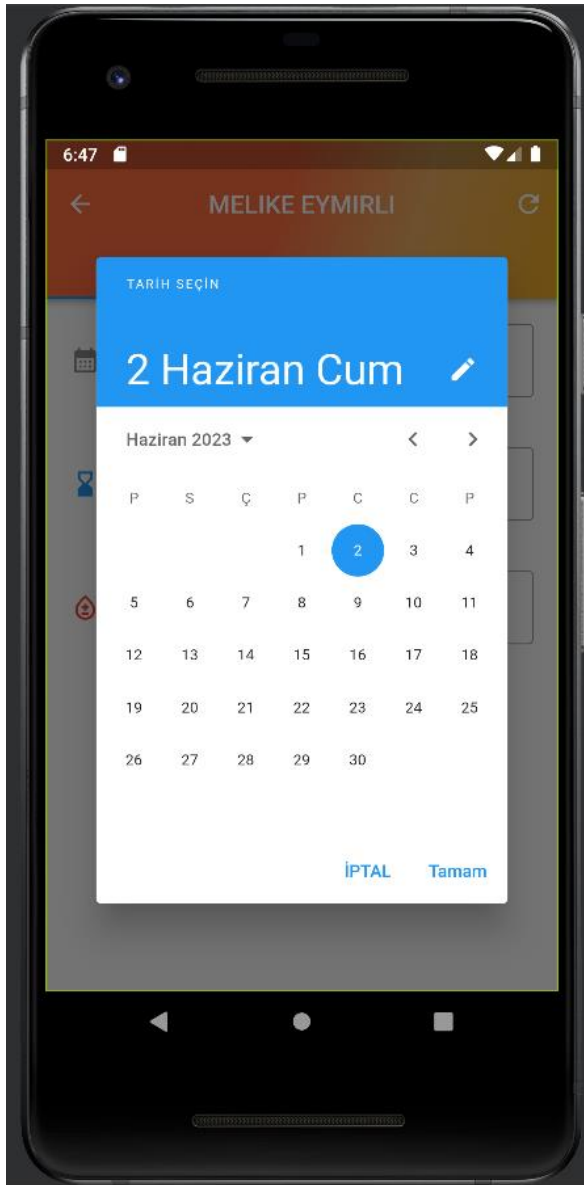 6:47
MELIKE EYMIRLI
TARİH SEÇİN
2 Haziran Cum
Haziran 2023
P S Ç P C C P
1 2 3 4
5 6 7 8 9 10 11
12 13 14 15 16 17 18
19 20 21 22 23 24 25
26 27 28 29 30
İPTAL Tamam